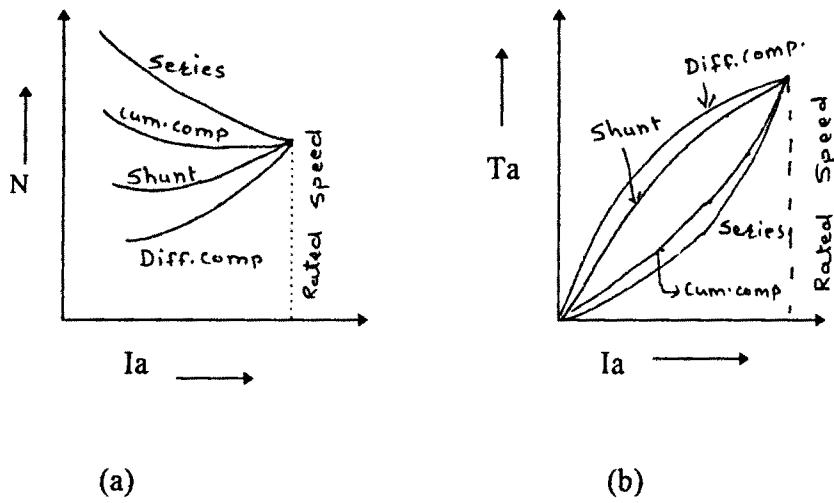 Series
Cum. comp
Shunt
Diff. comp
N
Rated Speed
Ia
(a)
Diff. comp.
Shunt
Ta
Series
Cum. comp
Rated Speed
Ia
(b)